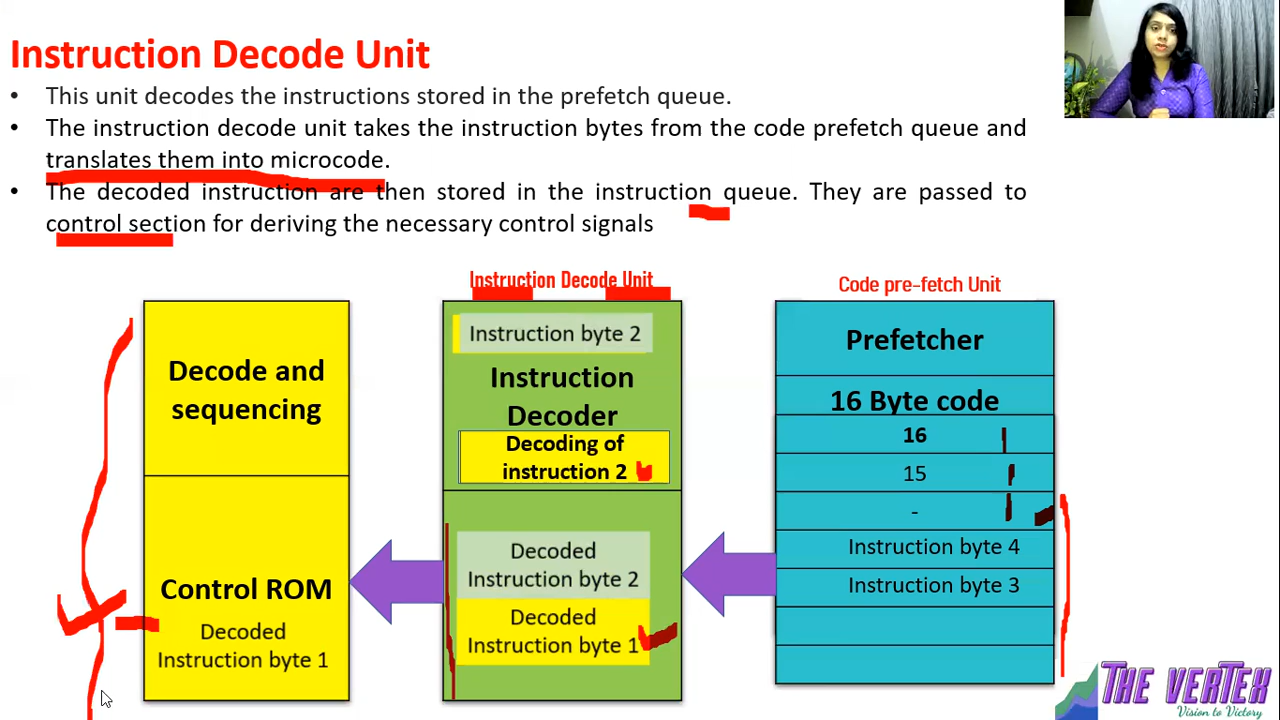 Instruction Decode Unit
• This unit decodes the instructions stored in the prefetch queue.
• The instruction decode unit takes the instruction bytes from the code prefetch queue and
translates them into microcode.
• The decoded instruction are then stored in the instruction queue. They are passed to
control section for deriving the necessary control signals
Instruction Decode Unit
Code pre-fetch Unit
Decode and
sequencing
Control ROM
Decoded
Instruction byte 1
Instruction byte 2
Instruction
Decoder
Decoding of
instruction 2
Decoded
Instruction byte 2
Decoded
Instruction byte 1
Prefetcher
16 Byte code
16
15
-
Instruction byte 4
Instruction byte 3
THE VERTEX
Vision to Victory